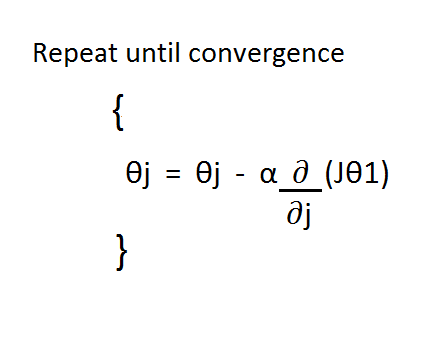 Repeat until convergence
{
θj = θj - α ∂ (Jθ1)
∂j
}